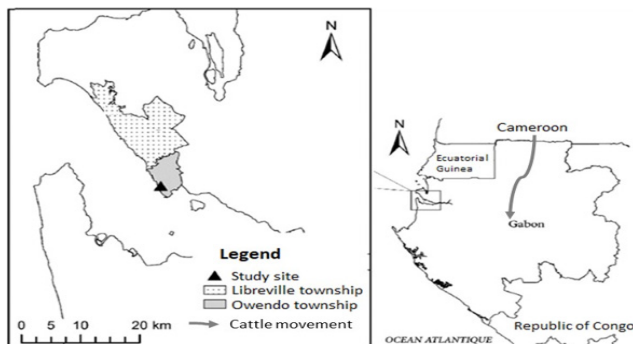 N
Legend
Study site
Libreville township
Owendo township
Cattle movement
0 10 20 km
N
Cameroon
Ecuatorial
Guinea
Gabon
Republic of Congo
OCEAN ATLANTIQUE